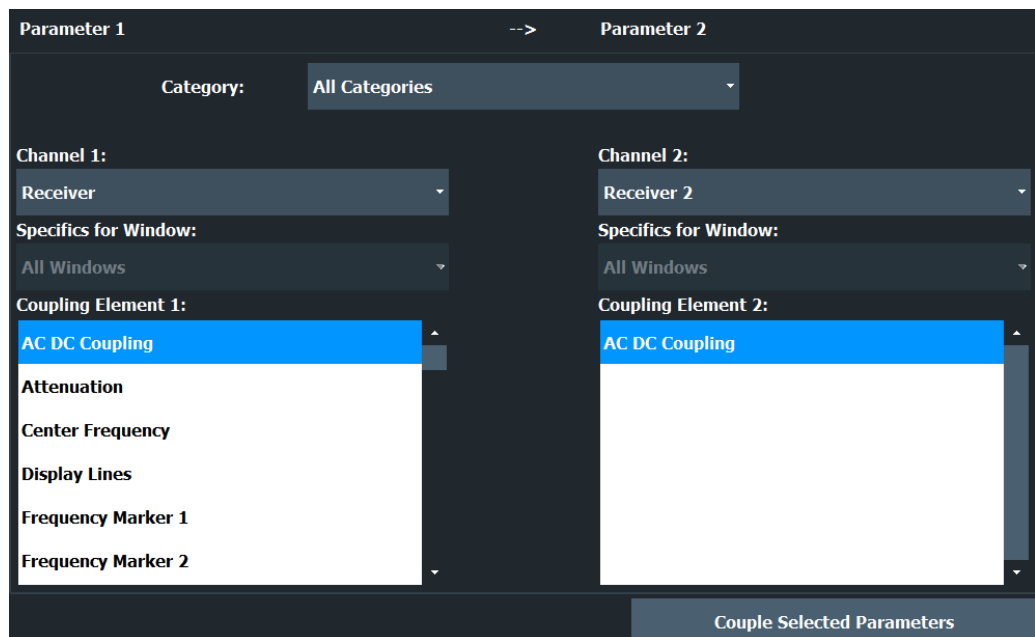 Parameter 1 --> Parameter 2
Category: All Categories
Channel 1: Channel 2:
Receiver Receiver 2
Specifics for Window: Specifics for Window:
All Windows All Windows
Coupling Element 1: Coupling Element 2:
AC DC Coupling AC DC Coupling
Attenuation
Center Frequency
Display Lines
Frequency Marker 1
Frequency Marker 2
Couple Selected Parameters